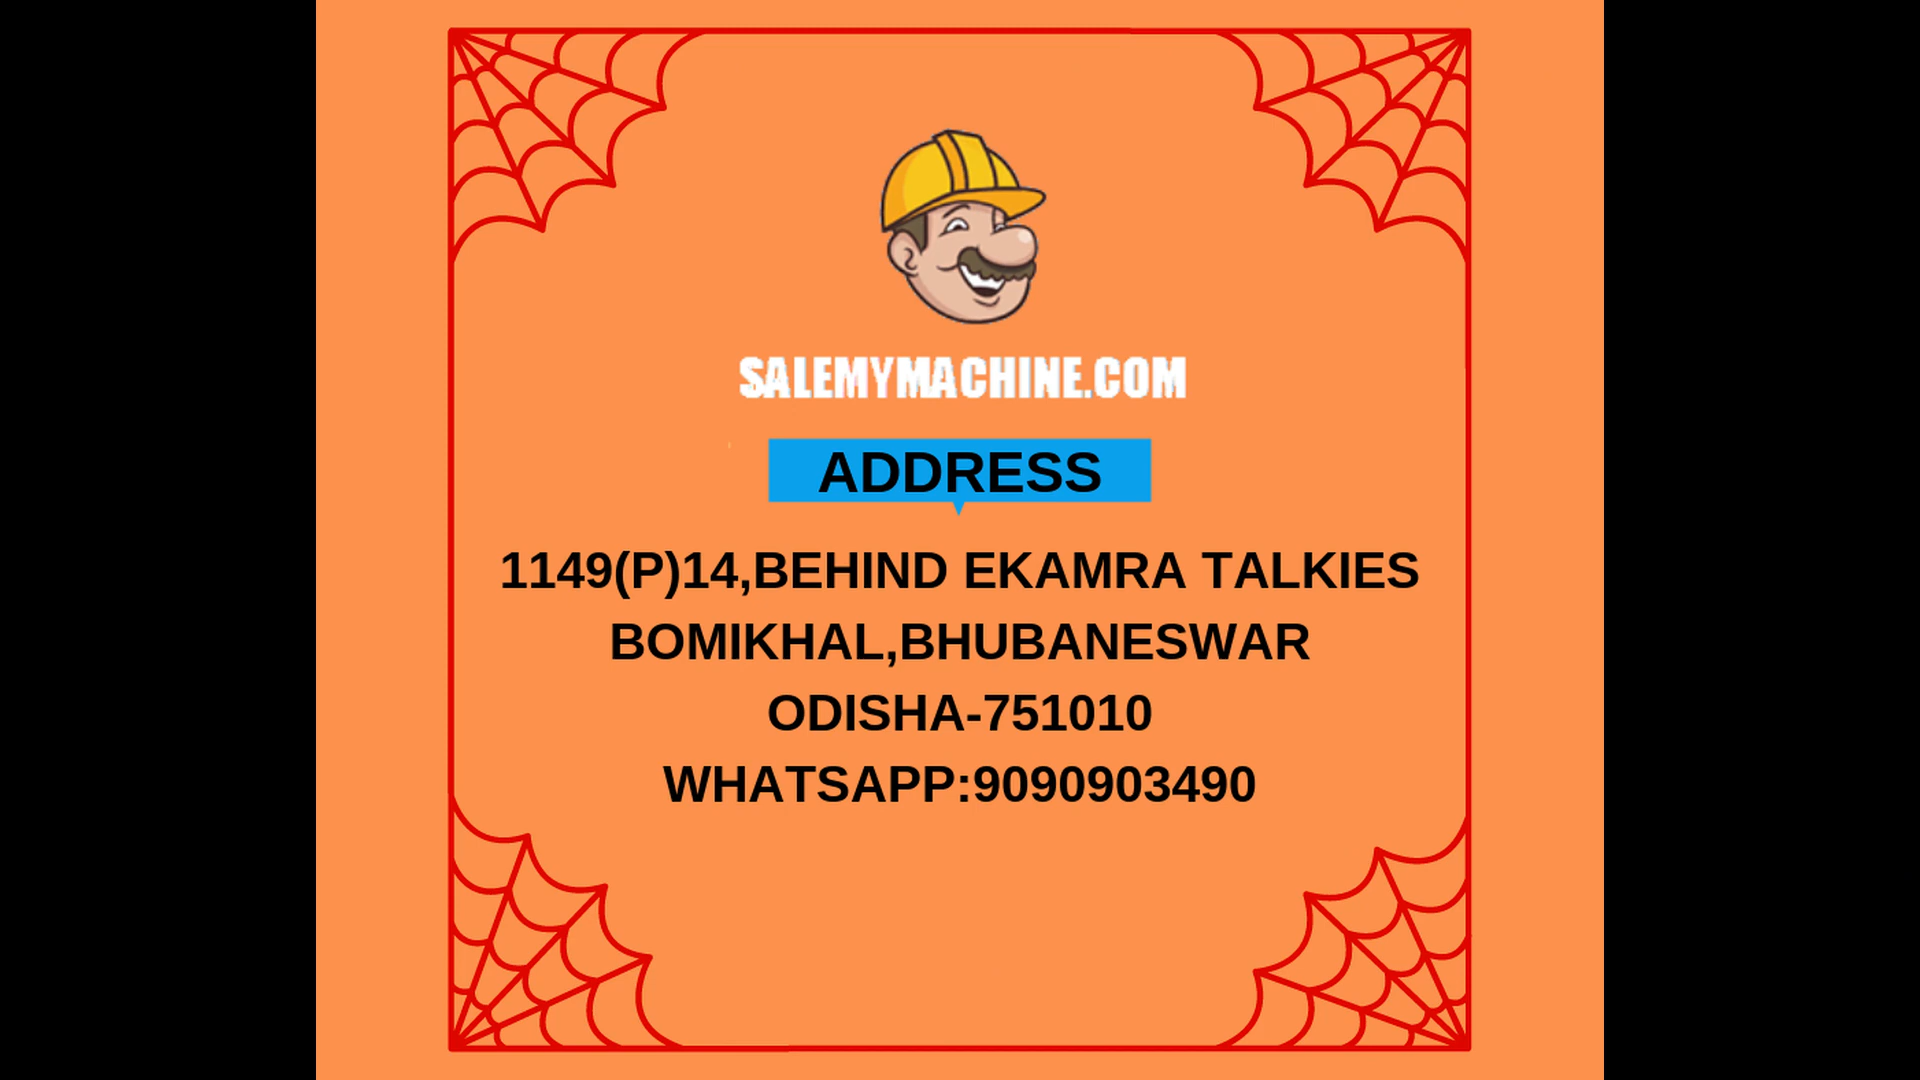 SALEMYMACHINE.COM
ADDRESS
1149(P)14,BEHIND EKAMRA TALKIES
BOMIKHAL,BHUBANESWAR
ODISHA-751010
WHATSAPP:9090903490